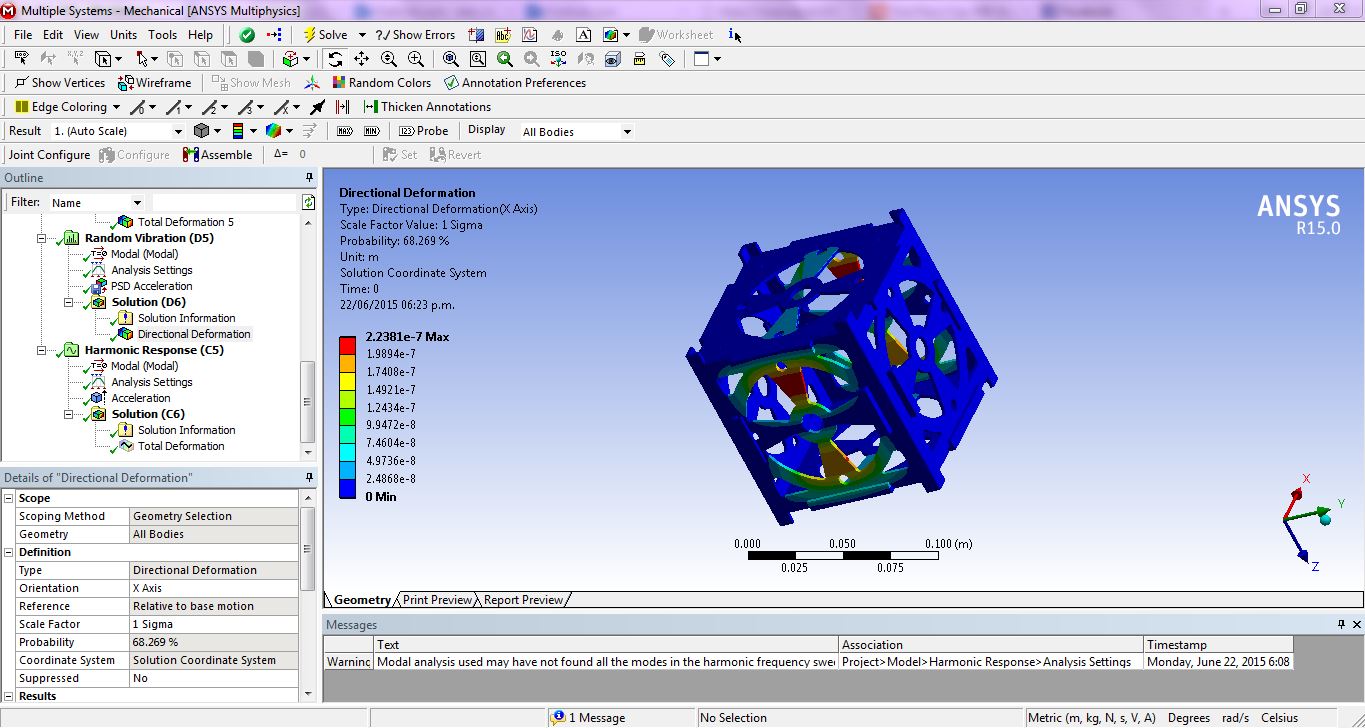 Multiple Systems - Mechanical [ANSYS Multiphysics]
File Edit View Units Tools Help Solve ?/ Show Errors Worksheet
Show Vertices Wireframe Show Mesh Random Colors Annotation Preferences
Edge Coloring Thicken Annotations
Result 1. (Auto Scale) MAX MIN Probe Display All Bodies
Joint Configure Configure Assemble Δ= 0 Set Revert
Outline
Filter: Name
Total Deformation 5
Random Vibration (D5)
Modal (Modal)
Analysis Settings
PSD Acceleration
Solution (D6)
Solution Information
Directional Deformation
Harmonic Response (C5)
Modal (Modal)
Analysis Settings
Acceleration
Solution (C6)
Solution Information
Total Deformation
Details of "Directional Deformation"
Scope
Scoping Method Geometry Selection
Geometry All Bodies
Definition
Type Directional Deformation
Orientation X Axis
Reference Relative to base motion
Scale Factor 1 Sigma
Probability 68.269 %
Coordinate System Solution Coordinate System
Suppressed No
Results
Directional Deformation
Type: Directional Deformation(X Axis)
Scale Factor Value: 1 Sigma
Probability: 68.269 %
Unit: m
Solution Coordinate System
Time: 0
22/06/2015 06:23 p.m.
2.2381e-7 Max
1.9894e-7
1.7408e-7
1.4921e-7
1.2434e-7
9.9472e-8
7.4604e-8
4.9736e-8
2.4868e-8
0 Min
ANSYS
R15.0
0.000 0.050 0.100 (m)
0.025 0.075
X
Y
Z
Geometry Print Preview Report Preview
Messages
Text Association Timestamp
Warning Modal analysis used may have not found all the modes in the harmonic frequency swe Project>Model>Harmonic Response>Analysis Settings Monday, June 22, 2015 6:08
1 Message No Selection Metric (m, kg, N, s, V, A) Degrees rad/s Celsius